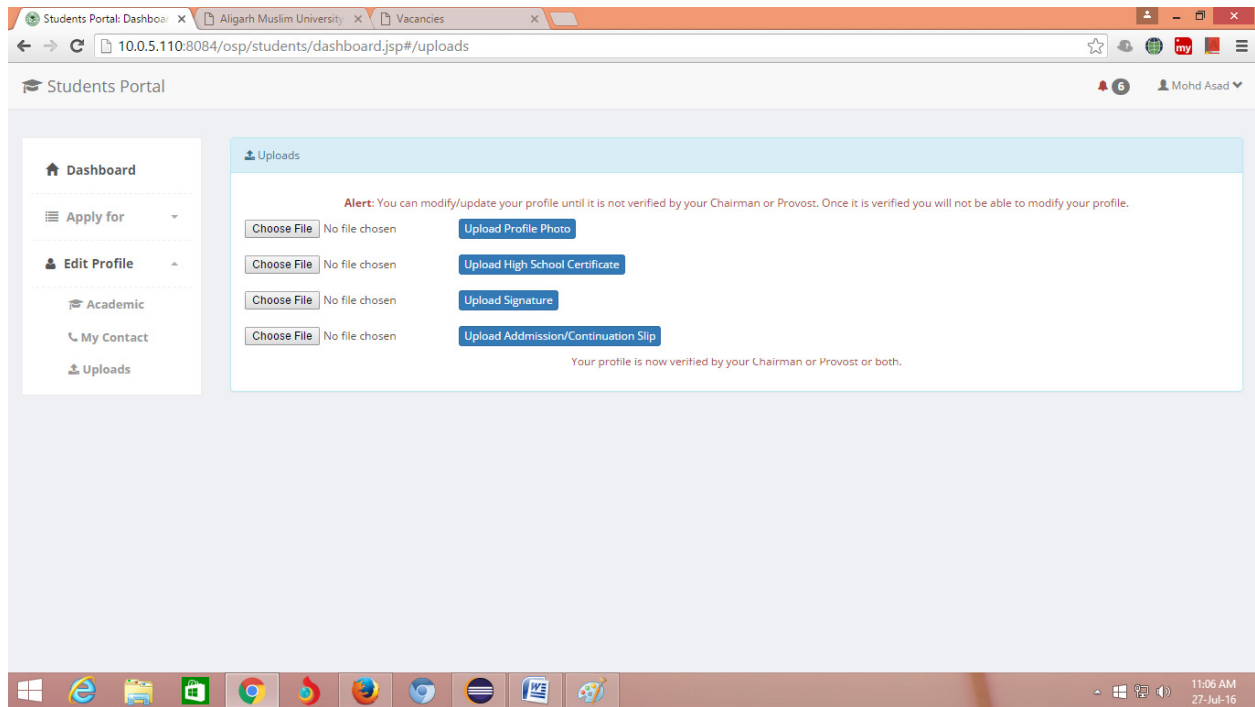 Students Portal: Dashboar
Aligarh Muslim University
Vacancies
10.0.5.110:8084/osp/students/dashboard.jsp#/uploads
my
Students Portal
6
Mohd Asad
Dashboard
Apply for
Edit Profile
Academic
My Contact
Uploads
Uploads
Alert: You can modify/update your profile until it is not verified by your Chairman or Provost. Once it is verified you will not be able to modify your profile.
Choose File No file chosen Upload Profile Photo
Choose File No file chosen Upload High School Certificate
Choose File No file chosen Upload Signature
Choose File No file chosen Upload Addmission/Continuation Slip
Your profile is now verified by your Chairman or Provost or both.
11:06 AM
27-Jul-16